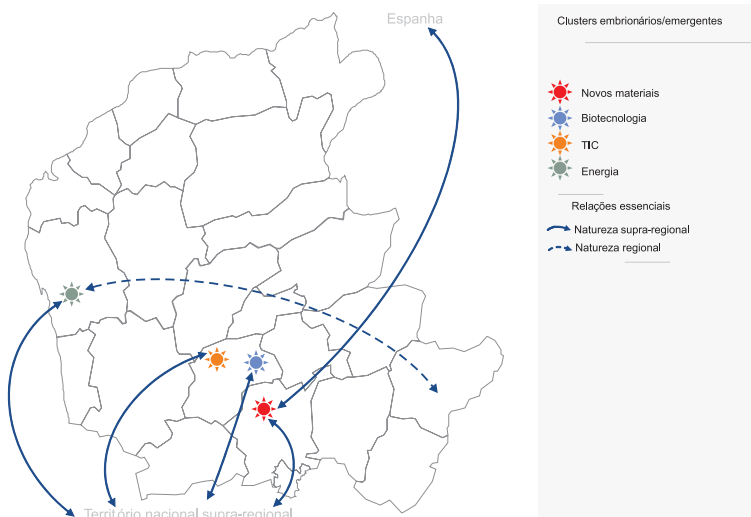 Espanha
Clusters embrionários/emergentes
Novos materiais
Biotecnologia
TIC
Energia
Relações essenciais
Natureza supra-regional
Natureza regional
Território nacional supra-regional